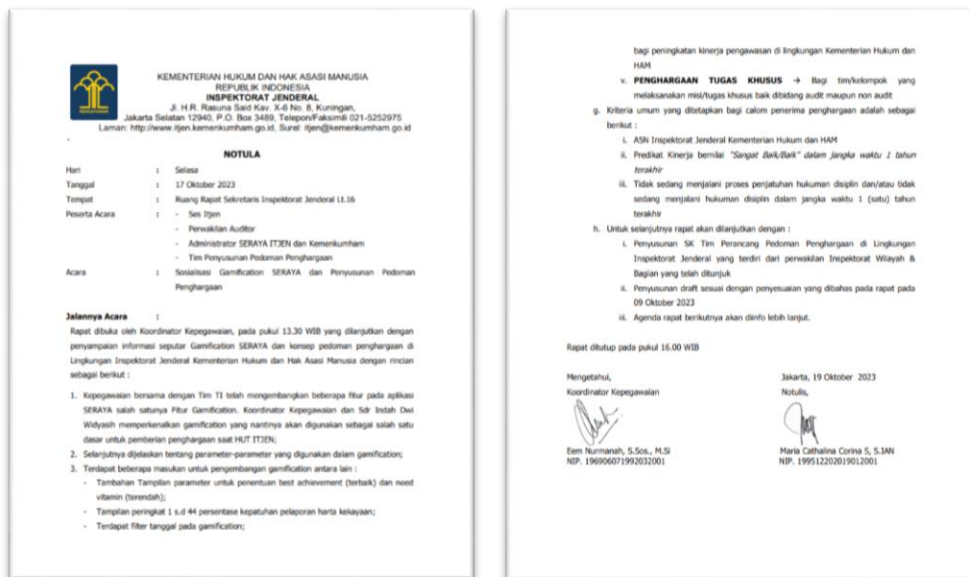 KEMENTERIAN HUKUM DAN HAK ASASI MANUSIA
REPUBLIK INDONESIA
INSPEKTORAT JENDERAL
Jl. H.R. Rasuna Said Kav. X-6 No. 8, Kuningan,
Jakarta Selatan 12940, P.O. Box 3489, Telepon/Faksimili 021-5252975
Laman: http://www.itjen.kemenkumham.go.id, Surel: itjen@kemenkumham.go.id
NOTULA
Hari : Selasa
Tanggal : 17 Oktober 2023
Tempat : Ruang Rapat Sekretaris Inspektorat Jenderal Lt.16
Peserta Acara : - Ses Itjen
- Perwakilan Auditor
- Administrator SERAYA ITJEN dan Kemenkumham
- Tim Penyusunan Pedoman Penghargaan
Acara : Sosialisasi Gamification SERAYA dan Penyusunan Pedoman
Penghargaan
Jalannya Acara :
Rapat dibuka oleh Koordinator Kepegawaian, pada pukul 13.30 WIB yang dilanjutkan dengan
penyampaian informasi seputar Gamification SERAYA dan konsep pedoman penghargaan di
Lingkungan Inspektorat Jenderal Kementerian Hukum dan Hak Asasi Manusia dengan rincian
sebagai berikut :
1. Kepegawaian bersama dengan Tim TI telah mengembangkan beberapa fitur pada aplikasi
SERAYA salah satunya Fitur Gamification. Koordinator Kepegawaian dan Sdr Indah Dwi
Widyasih memperkenalkan gamification yang nantinya akan digunakan sebagai salah satu
dasar untuk pemberian penghargaan saat HUT ITJEN;
2. Selanjutnya dijelaskan tentang parameter-parameter yang digunakan dalam gamification;
3. Terdapat beberapa masukan untuk pengembangan gamification antara lain :
- Tambahan Tampilan parameter untuk penentuan best achievement (terbaik) dan need
vitamin (terendah);
- Tampilan peringkat 1 s.d 44 persentase kepatuhan pelaporan harta kekayaan;
- Terdapat filter tanggal pada gamification;
bagi peningkatan kinerja pengawasan di lingkungan Kementerian Hukum dan
HAM
v. PENGHARGAAN TUGAS KHUSUS → Bagi tim/kelompok yang
melaksanakan misi/tugas khusus baik dibidang audit maupun non audit
g. Kriteria umum yang ditetapkan bagi calom penerima penghargaan adalah sebagai
berikut :
i. ASN Inspektorat Jenderal Kementerian Hukum dan HAM
ii. Predikat Kinerja bernilai "Sangat Baik/Baik" dalam jangka waktu 1 tahun
terakhir
iii. Tidak sedang menjalani proses penjatuhan hukuman disiplin dan/atau tidak
sedang menjalani hukuman disiplin dalam jangka waktu 1 (satu) tahun
terakhir
h. Untuk selanjutnya rapat akan dilanjutkan dengan :
i. Penyusunan SK Tim Perancang Pedoman Penghargaan di Lingkungan
Inspektorat Jenderal yang terdiri dari perwakilan Inspektorat Wilayah &
Bagian yang telah ditunjuk
ii. Penyusunan draft sesuai dengan penyesuaian yang dibahas pada rapat pada
09 Oktober 2023
iii. Agenda rapat berikutnya akan diinfo lebih lanjut.
Rapat ditutup pada pukul 16.00 WIB
Mengetahui,
Koordinator Kepegawaian
Eem Nurmanah, S.Sos., M.Si
NIP. 196906071992032001
Jakarta, 19 Oktober 2023
Notulis,
Maria Cathalina Corina S, S.IAN
NIP. 199512202019012001